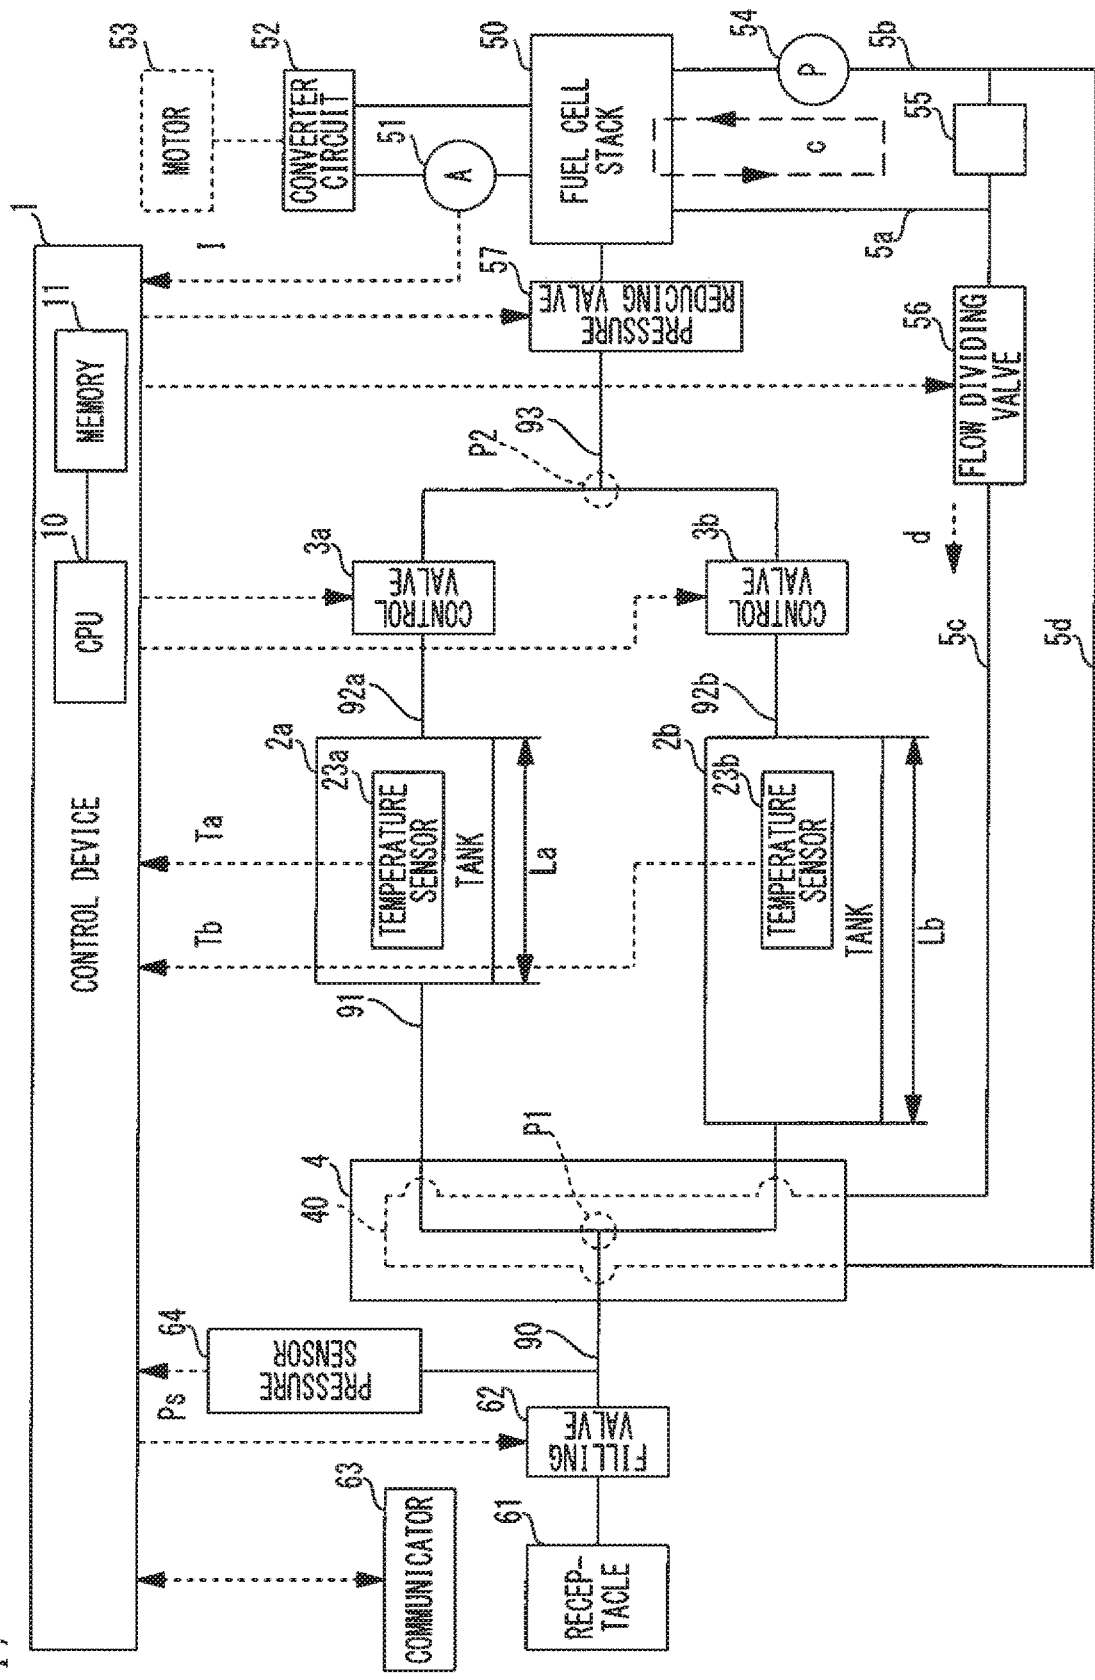 1
CONTROL DEVICE
10
CPU
11
MEMORY
53
MOTOR
52
CONVERTER
CIRCUIT
51
A
I
50
FUEL CELL
STACK
54
P
5b
55
c
5a
57
PRESSURE
REDUCING VALVE
56
FLOW DIVIDING
VALVE
d
93
P2
3a
CONTROL
VALVE
3b
CONTROL
VALVE
92a
92b
2a
23a
TEMPERATURE
SENSOR
TANK
La
Ta
Tb
2b
23b
TEMPERATURE
SENSOR
TANK
Lb
5c
5d
91
P1
4
40
64
PRESSURE
SENSOR
Ps
90
62
FILLING
VALVE
63
COMMUNICATOR
61
RECEP-
TACLE